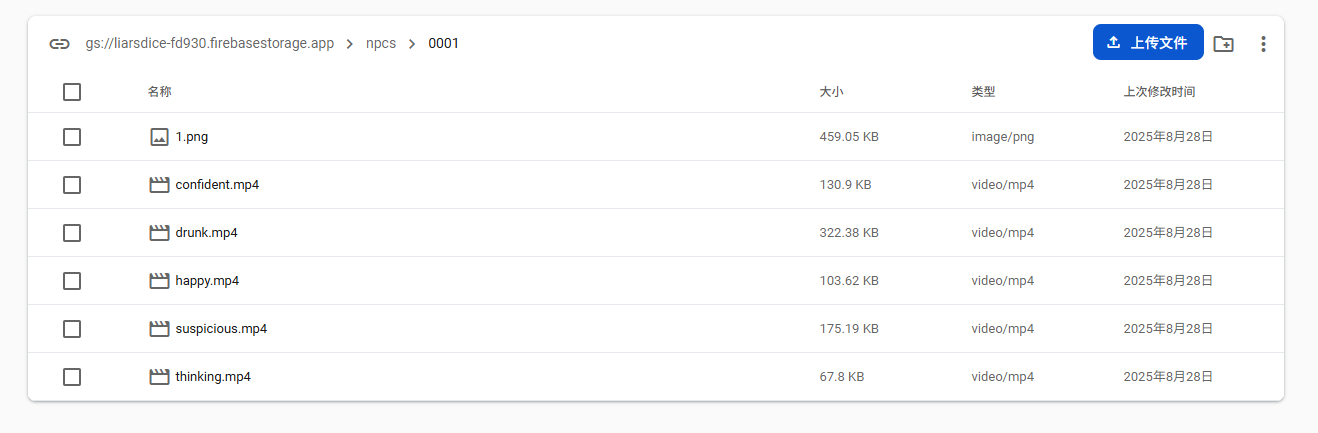 gs://liarsdice-fd930.firebasestorage.app > npcs > 0001 上传文件
名称 大小 类型 上次修改时间
1.png 459.05 KB image/png 2025年8月28日
confident.mp4 130.9 KB video/mp4 2025年8月28日
drunk.mp4 322.38 KB video/mp4 2025年8月28日
happy.mp4 103.62 KB video/mp4 2025年8月28日
suspicious.mp4 175.19 KB video/mp4 2025年8月28日
thinking.mp4 67.8 KB video/mp4 2025年8月28日